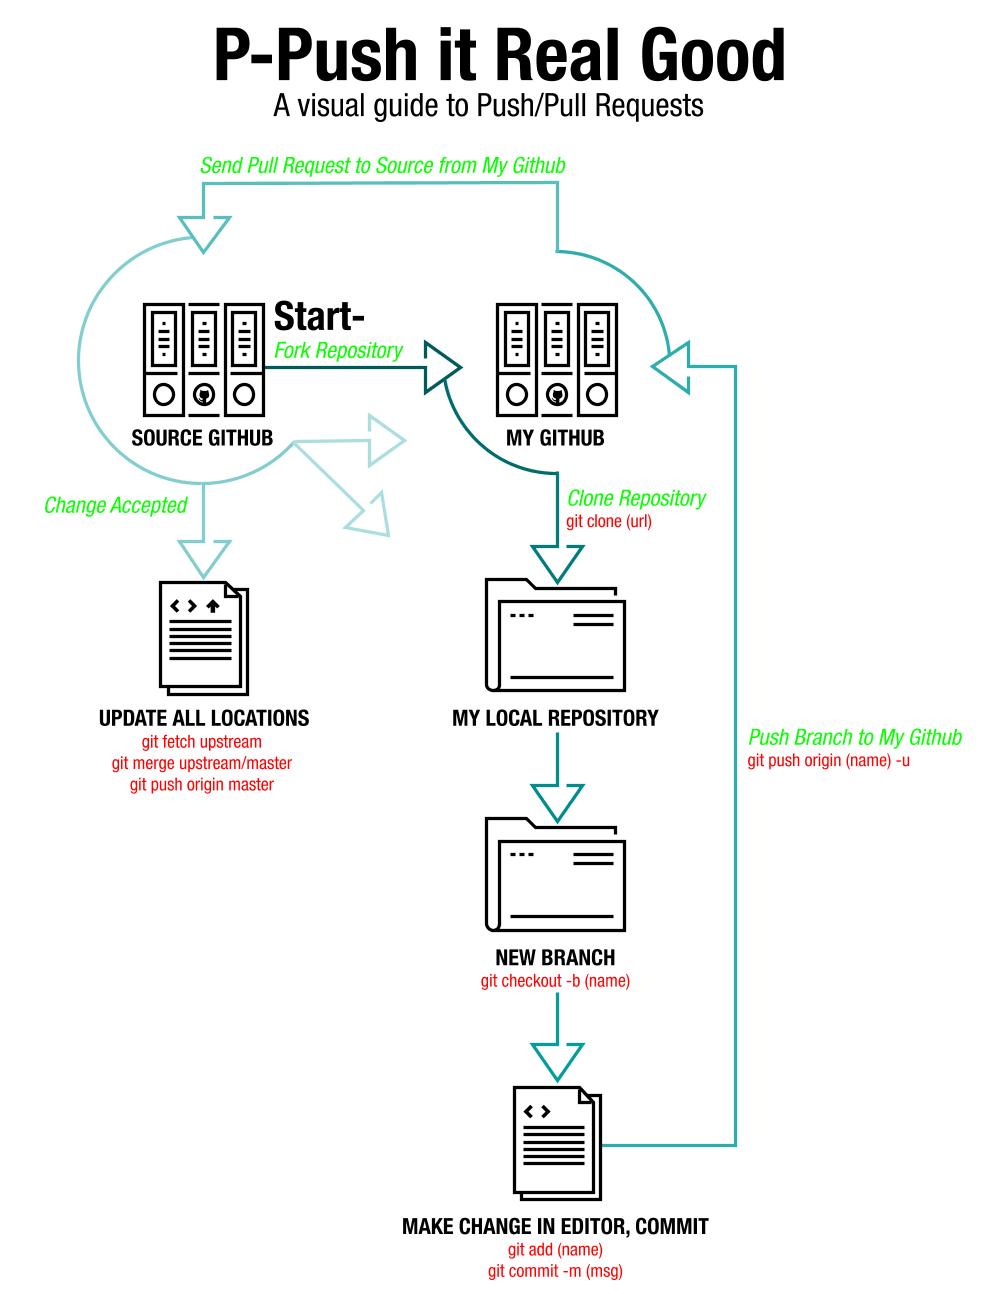 P-Push it Real Good
A visual guide to Push/Pull Requests
Send Pull Request to Source from My Github
Start-
Fork Repository
SOURCE GITHUB
MY GITHUB
Change Accepted
Clone Repository
git clone (url)
UPDATE ALL LOCATIONS
git fetch upstream
git merge upstream/master
git push origin master
MY LOCAL REPOSITORY
Push Branch to My Github
git push origin (name) -u
NEW BRANCH
git checkout -b (name)
MAKE CHANGE IN EDITOR, COMMIT
git add (name)
git commit -m (msg)